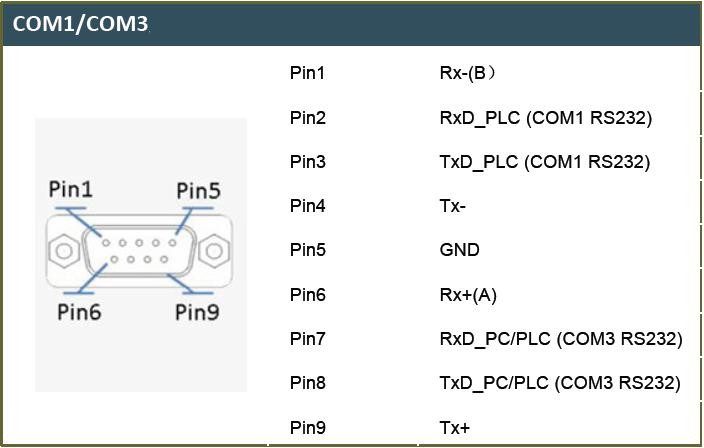 COM1/COM3
Pin1 Rx-(B）
Pin2 RxD_PLC (COM1 RS232)
Pin3 TxD_PLC (COM1 RS232)
Pin4 Tx-
Pin5 GND
Pin6 Rx+(A)
Pin7 RxD_PC/PLC (COM3 RS232)
Pin8 TxD_PC/PLC (COM3 RS232)
Pin9 Tx+
Pin1 Pin5
Pin6 Pin9